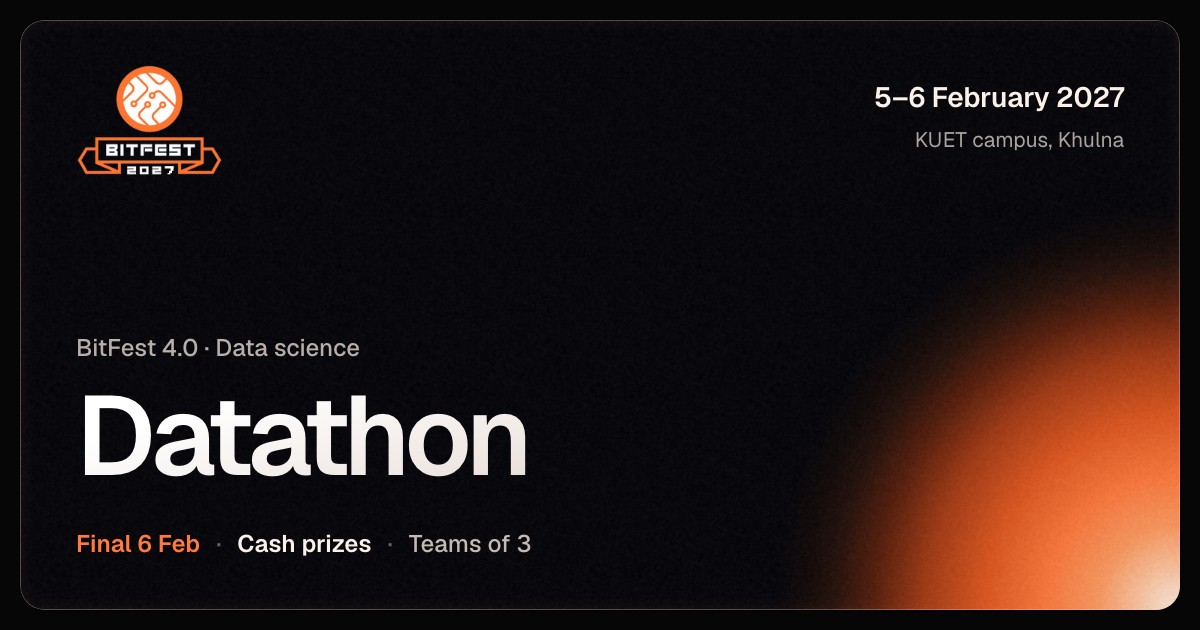 BITFEST
2027
5–6 February 2027
KUET campus, Khulna
BitFest 4.0 · Data science
Datathon
Final 6 Feb · Cash prizes · Teams of 3